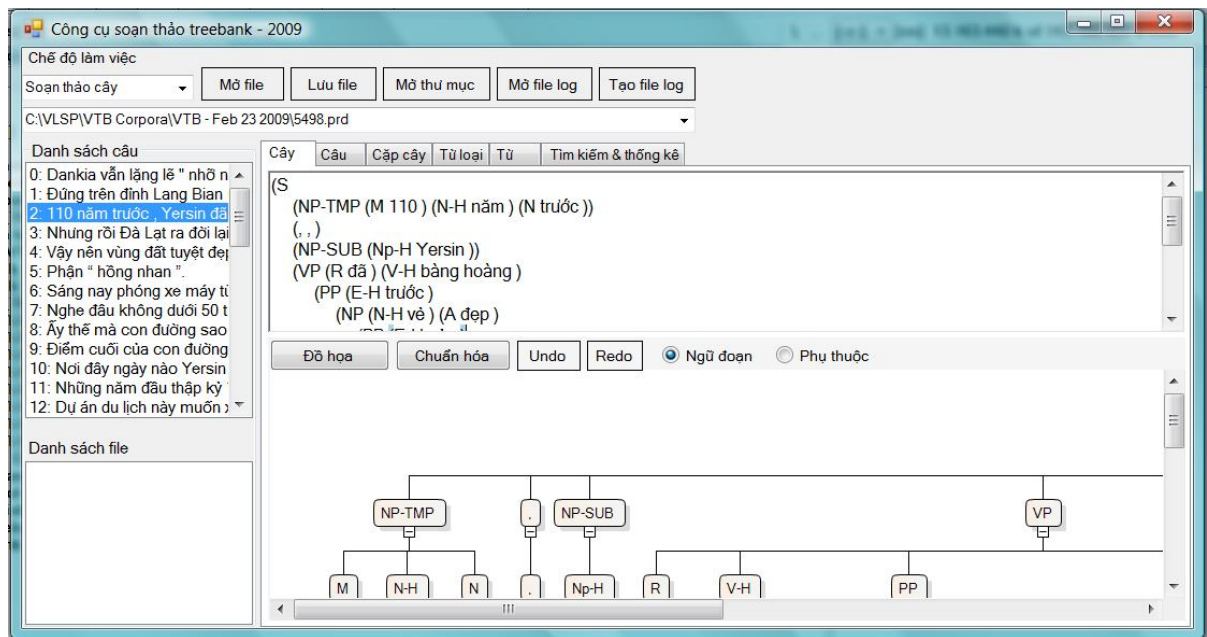 Công cụ soạn thảo treebank - 2009
Chế độ làm việc
Soạn thảo cây Mở file Lưu file Mở thư mục Mở file log Tạo file log
C:\VLSP\VTB Corpora\VTB - Feb 23 2009\5498.prd
Danh sách câu
0: Dankia vẫn lặng lẽ " nhỡ n
1: Đứng trên đỉnh Lang Bian
2: 110 năm trước , Yersin đã
3: Nhưng rồi Đà Lạt ra đời lại
4: Vậy nên vùng đất tuyệt đẹp
5: Phận “ hồng nhan ”.
6: Sáng nay phóng xe máy từ
7: Nghe đâu không dưới 50 t
8: Ấy thế mà con đường sao
9: Điểm cuối của con đường
10: Nơi đây ngày nào Yersin
11: Những năm đầu thập kỷ
12: Dự án du lịch này muốn
Danh sách file
Cây Câu Cặp cây Từ loại Từ Tìm kiếm & thống kê
(S
(NP-TMP (M 110 ) (N-H năm ) (N trước ))
(, , )
(NP-SUB (Np-H Yersin ))
(VP (R đã ) (V-H bàng hoàng )
(PP (E-H trước )
(NP (N-H vẻ ) (A đẹp )
Đồ họa Chuẩn hóa Undo Redo Ngữ đoạn Phụ thuộc
NP-TMP , NP-SUB VP
M N-H N , Np-H R V-H PP